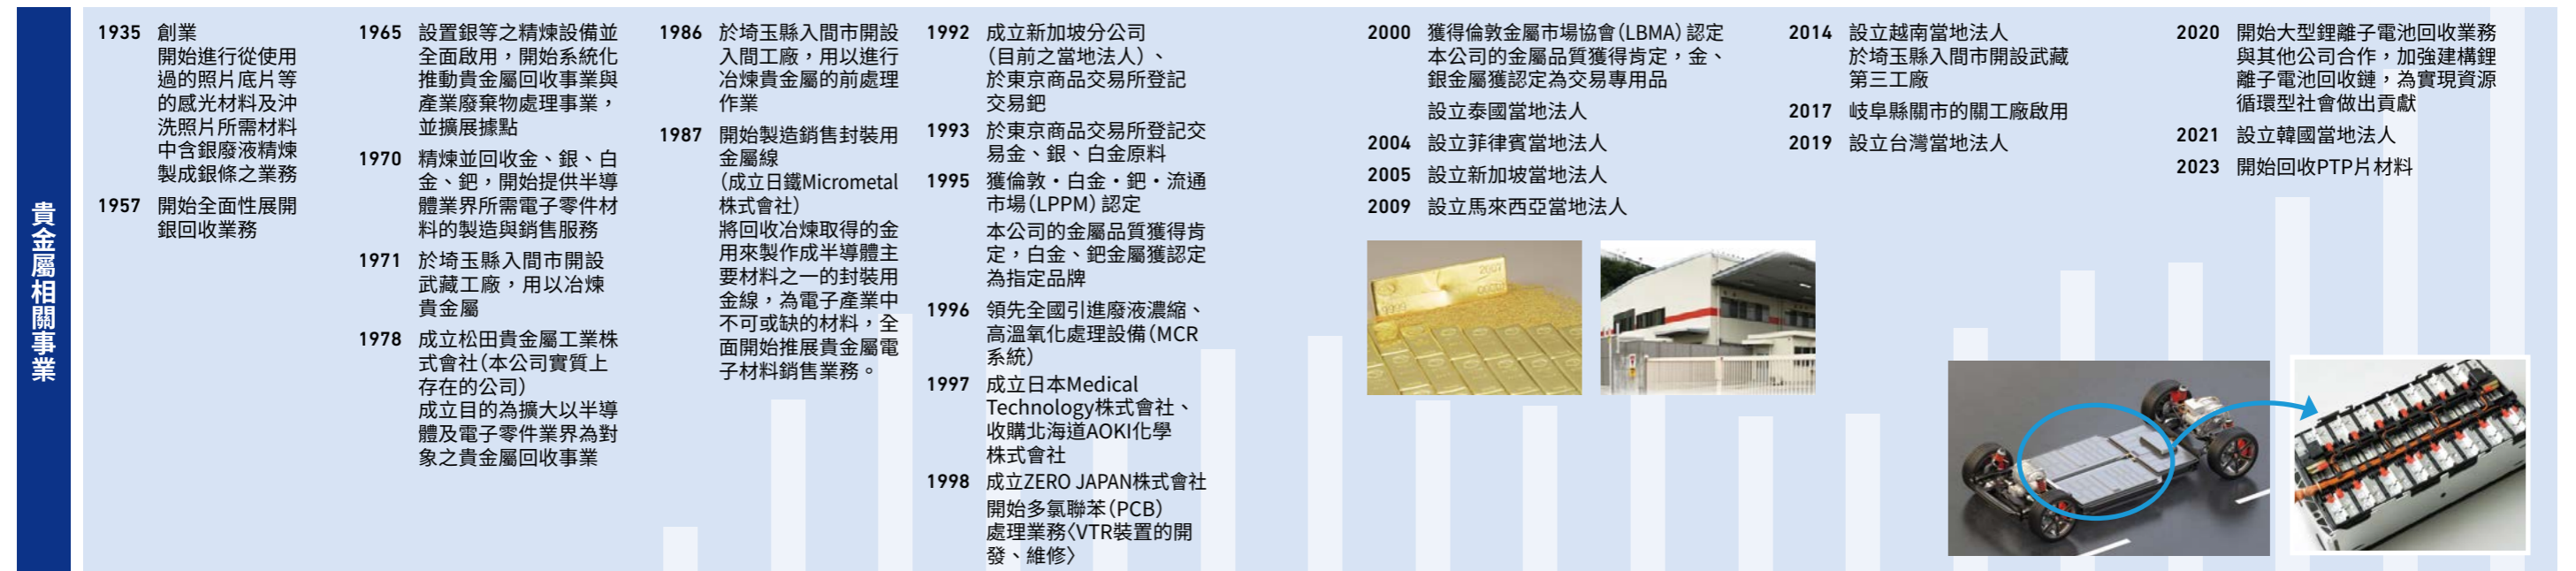 貴金屬相關事業
1935 創業
開始進行從使用
過的照片底片等
的感光材料及沖
洗照片所需材料
中含銀廢液精煉
製成銀條之業務
1957 開始全面性展開
銀回收業務
1965 設置銀等之精煉設備並
全面啟用，開始系統化
推動貴金屬回收事業與
產業廢棄物處理事業，
並擴展據點
1970 精煉並回收金、銀、白
金、鈀，開始提供半導
體業界所需電子零件材
料的製造與銷售服務
1971 於埼玉縣入間市開設
武藏工廠，用以冶煉
貴金屬
1978 成立松田貴金屬工業株
式會社（本公司實質上
存在的公司）
成立目的為擴大以半導
體及電子零件業界為對
象之貴金屬回收事業
1986 於埼玉縣入間市開設
入間工廠，用以進行
冶煉貴金屬的前處理
作業
1987 開始製造銷售封裝用
金屬線
（成立日鐵Micrometal
株式會社）
將回收冶煉取得的金
用來製作成半導體主
要材料之一的封裝用
金線，為電子產業中
不可或缺的材料，全
面開始推展貴金屬電
子材料銷售業務。
1992 成立新加坡分公司
（目前之當地法人）、
於東京商品交易所登記
交易鈀
1993 於東京商品交易所登記交
易金、銀、白金原料
1995 獲倫敦・白金・鈀・流通
市場（LPPM）認定
本公司的金屬品質獲得肯
定，白金、鈀金屬獲認定
為指定品牌
1996 領先全國引進廢液濃縮、
高溫氧化處理設備（MCR
系統）
1997 成立日本Medical
Technology株式會社、
收購北海道AOKI化學
株式會社
1998 成立ZERO JAPAN株式會社
開始多氯聯苯（PCB）
處理業務〈VTR裝置的開
發、維修〉
2000 獲得倫敦金屬市場協會（LBMA）認定
本公司的金屬品質獲得肯定，金、
銀金屬獲認定為交易專用品
設立泰國當地法人
2004 設立菲律賓當地法人
2005 設立新加坡當地法人
2009 設立馬來西亞當地法人
2014 設立越南當地法人
於埼玉縣入間市開設武藏
第三工廠
2017 岐阜縣關市的關工廠啟用
2019 設立台灣當地法人
2020 開始大型鋰離子電池回收業務
與其他公司合作，加強建構鋰
離子電池回收鏈，為實現資源
循環型社會做出貢獻
2021 設立韓國當地法人
2023 開始回收PTP片材料